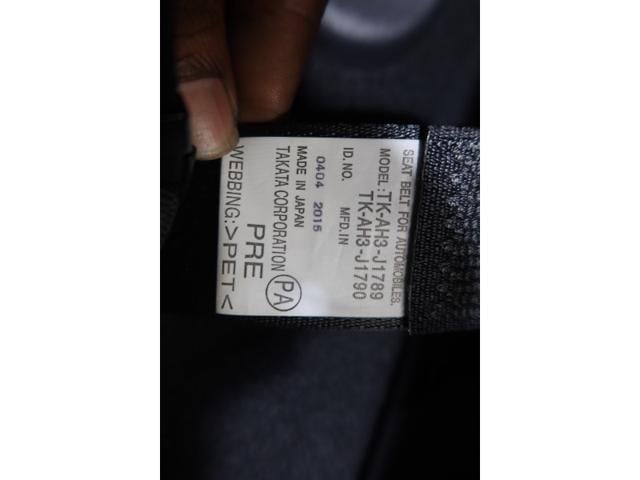 SEAT BELT FOR AUTOMOBILES.
MODEL:TK-AH3-J1789
TK-AH3-J1790
ID.NO. MFD.IN
0404 2015
MADE IN JAPAN
TAKATA CORPORATION
PA
PRE
WEBBING:>PET<